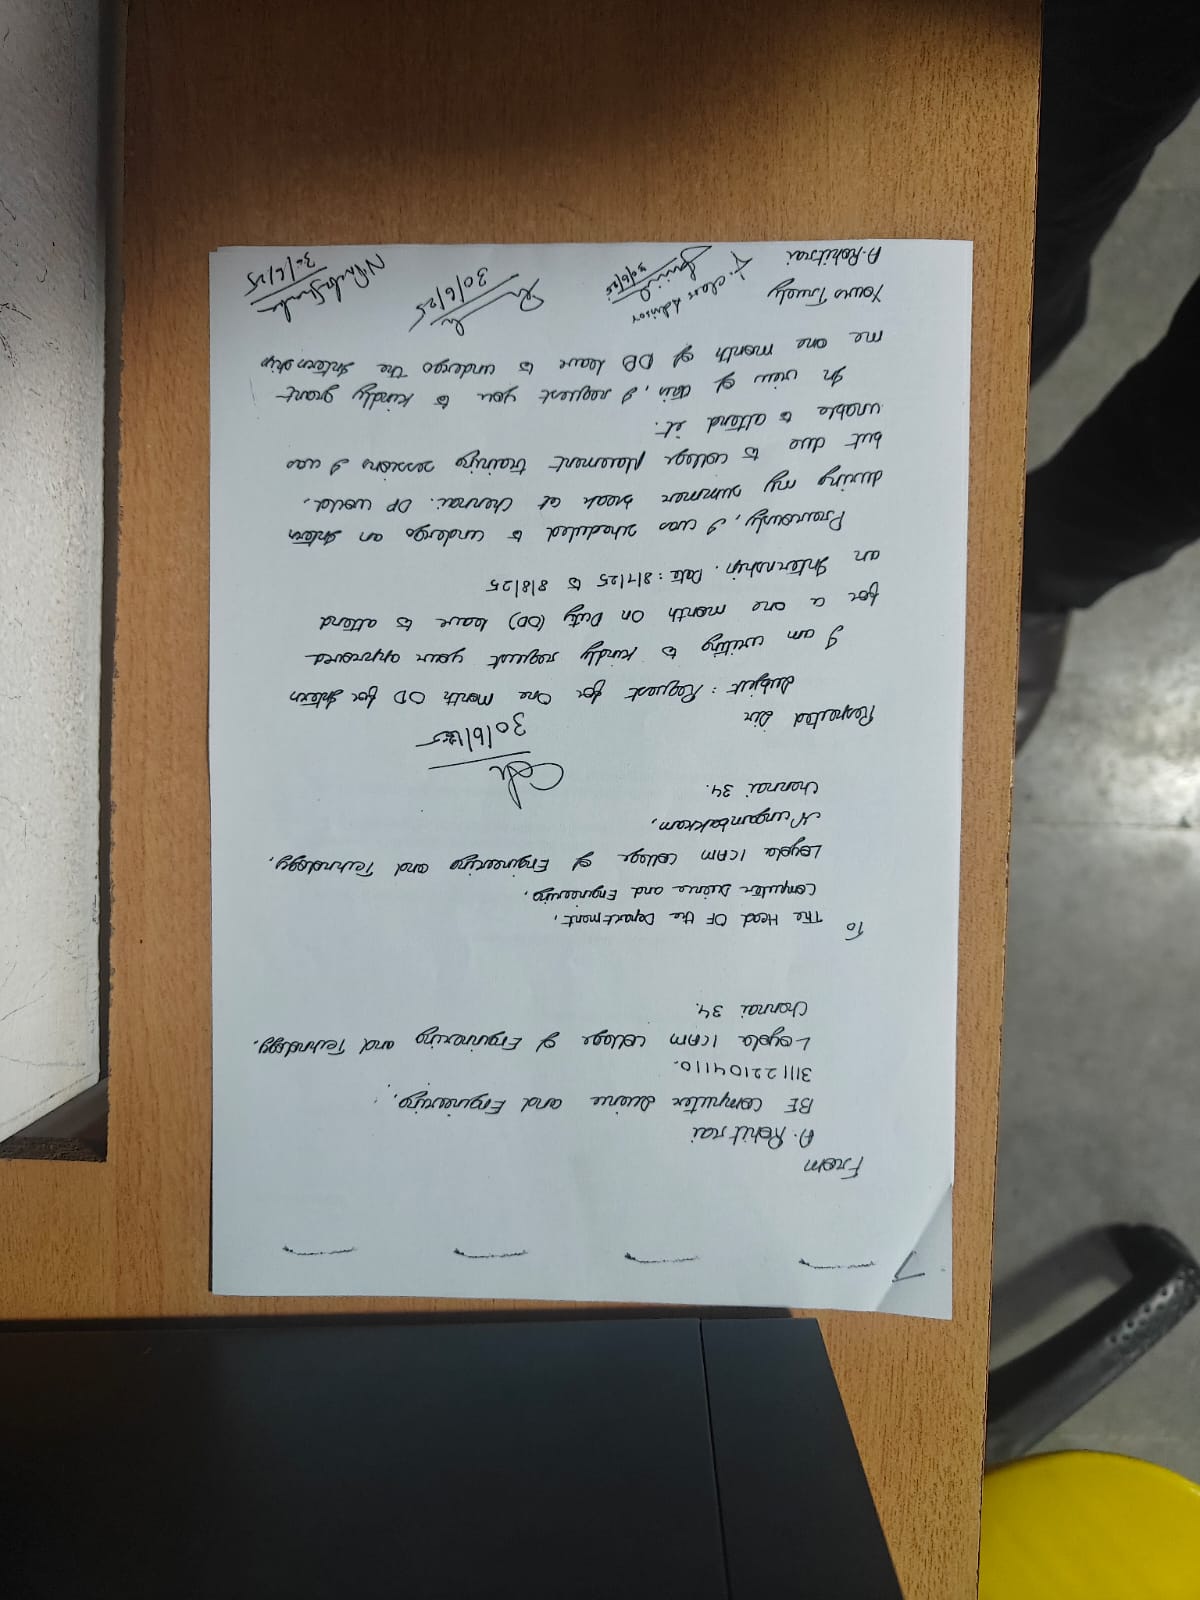 From
A. Rohit rai
BE Computer Science and Engineering.
311122104110.
Loyola ICAM College of Engineering and Technology.
Chennai 34.
To
The Head OF the Department,
Computer Science and Engineering,
Loyola ICAM College of Engineering and Technology,
Nungambakkam,
Chennai 34.
30/6/25
Respected Sir
Subject : Request for One month OD for Intern
I am writing to kindly request your approval
for a one month On Duty (OD) leave to attend
an Internship. Date : 8/7/25 to 8/8/25
Previously, I was scheduled to undergo an Intern
during my summer break at Chennai. DP World,
but due to college Placement training sessions I was
unable to attend it.
In view of this, I request you to kindly grant
me one month of OD leave to undergo the Internship
Yours Truely
A. Rohit rai
Class Advisor
30/6/25
30/6/25
30/6/25